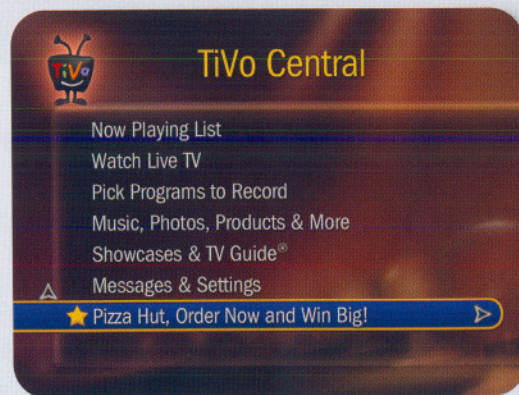 TiVo
TiVo Central
Now Playing List
Watch Live TV
Pick Programs to Record
Music, Photos, Products & More
Showcases & TV Guide®
Messages & Settings
Pizza Hut, Order Now and Win Big!